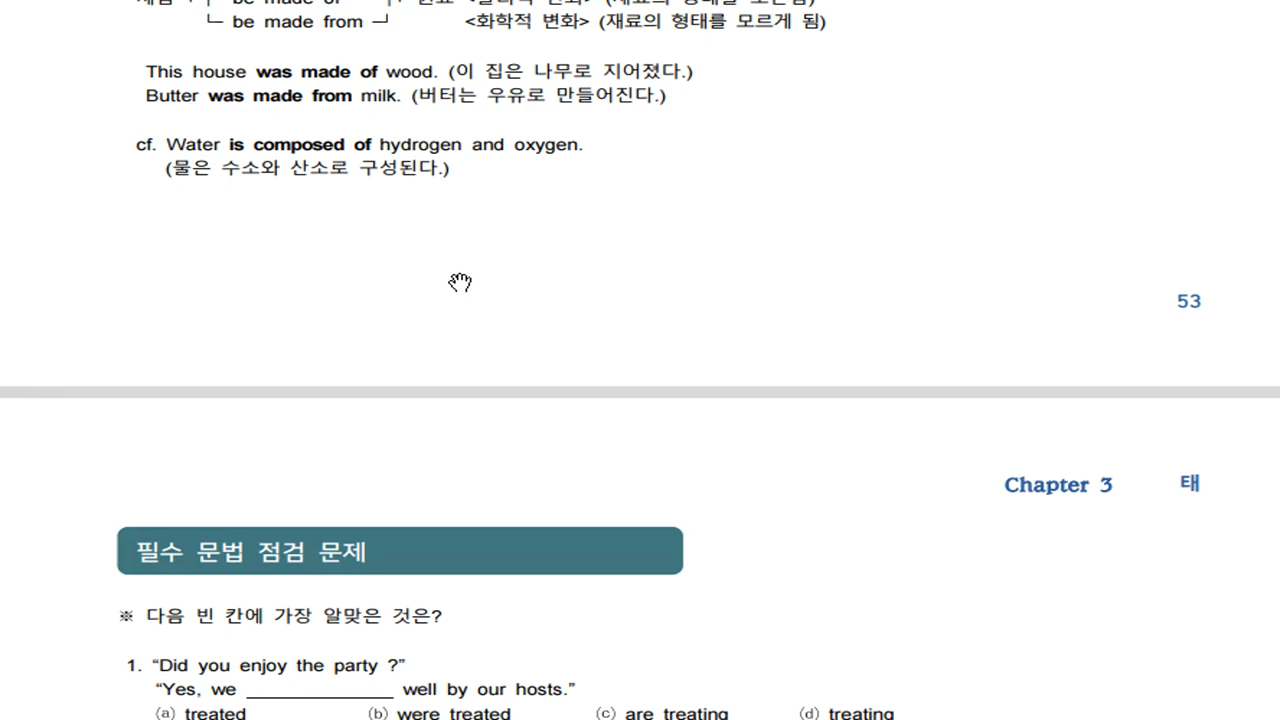 be made from <화학적 변화> (재료의 형태를 모르게 됨)
This house was made of wood. (이 집은 나무로 지어졌다.)
Butter was made from milk. (버터는 우유로 만들어진다.)
cf. Water is composed of hydrogen and oxygen.
(물은 수소와 산소로 구성된다.)
53
Chapter 3 태
필수 문법 점검 문제
※ 다음 빈 칸에 가장 알맞은 것은?
1. “Did you enjoy the party ?”
“Yes, we _______________ well by our hosts.”
(a) treated (b) were treated (c) are treating (d) treating